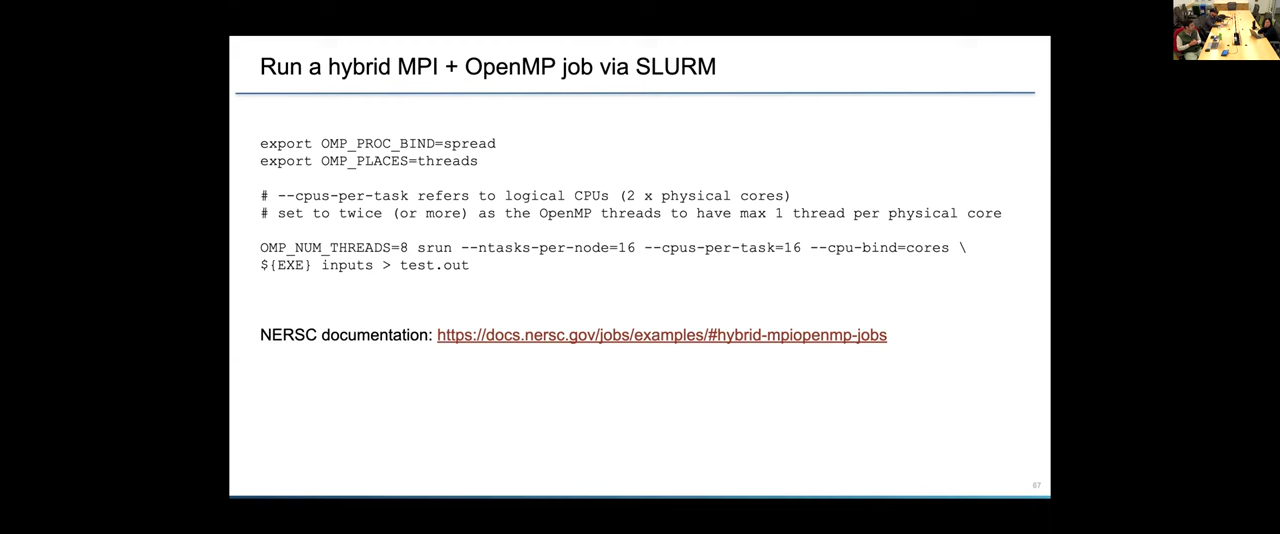 Run a hybrid MPI + OpenMP job via SLURM
export OMP_PROC_BIND=spread
export OMP_PLACES=threads
# --cpus-per-task refers to logical CPUs (2 x physical cores)
# set to twice (or more) as the OpenMP threads to have max 1 thread per physical core
OMP_NUM_THREADS=8 srun --ntasks-per-node=16 --cpus-per-task=16 --cpu-bind=cores \
${EXE} inputs > test.out
NERSC documentation: https://docs.nersc.gov/jobs/examples/#hybrid-mpiopenmp-jobs
67